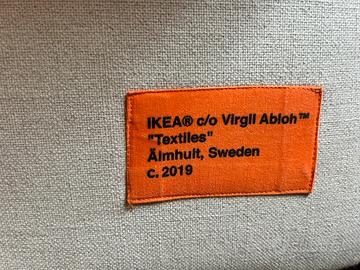 IKEA® c/o Virgil Abloh™
"Textiles"
Älmhult, Sweden
c. 2019